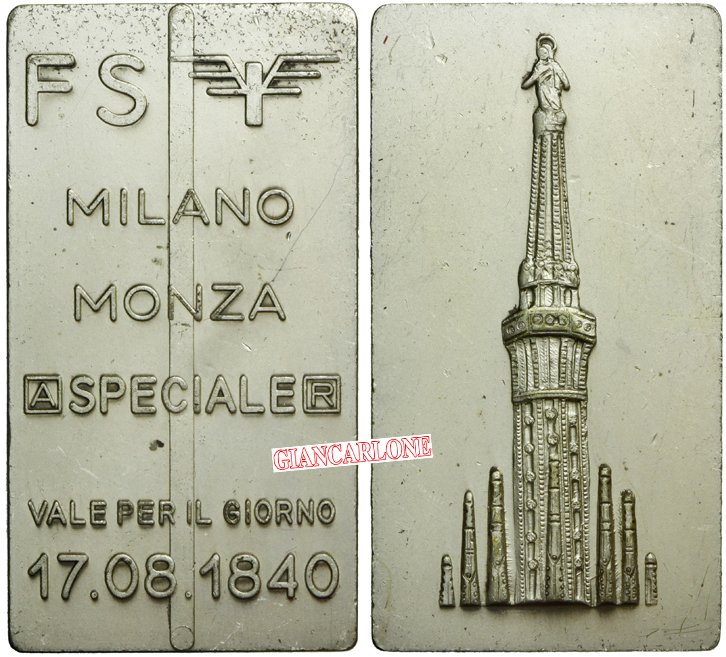 FS
MILANO
MONZA
A SPECIALE R
GIANCARLONE
VALE PER IL GIORNO
17.08.1840